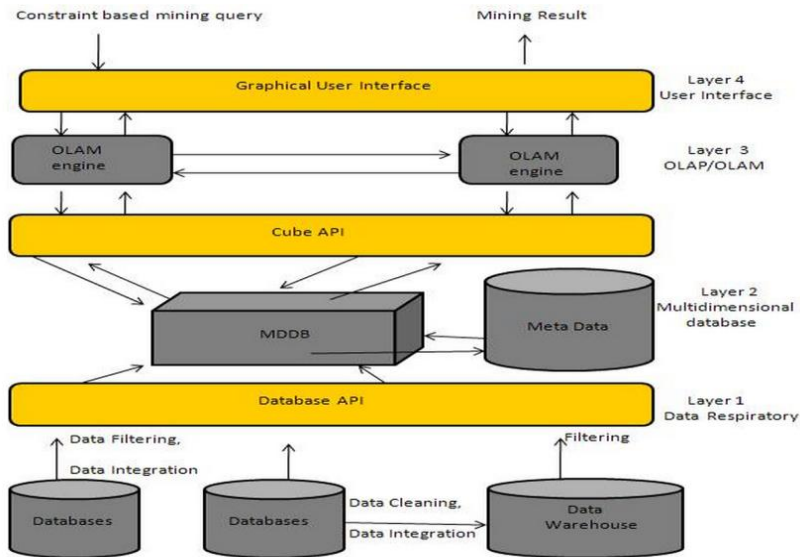 Constraint based mining query
Mining Result
Graphical User Interface
Layer 4
User Interface
OLAM
engine
OLAM
engine
Layer 3
OLAP/OLAM
Cube API
Layer 2
Multidimensional
database
MDDB
Meta Data
Database API
Layer 1
Data Respiratory
Data Filtering,
Data Integration
Filtering
Databases
Databases
Data Cleaning,
Data Integration
Data
Warehouse